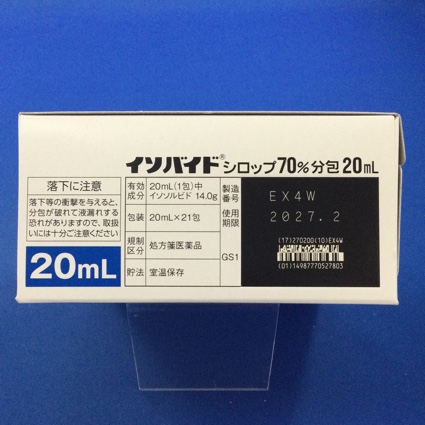 イソバイド®シロップ70%分包20mL
落下に注意
落下等の衝撃を与えると、
分包が破れて液漏れする
恐れがありますので、取扱
いには十分ご注意ください
20mL
有効成分 20mL(1包)中 イソソルビド 14.0g
包装 20mL×21包
規制区分 処方箋医薬品
貯法 室温保存
製造番号 EX4W
使用期限 2027.2
GS1
(17)270200(10)EX4W
(01)14987770527803